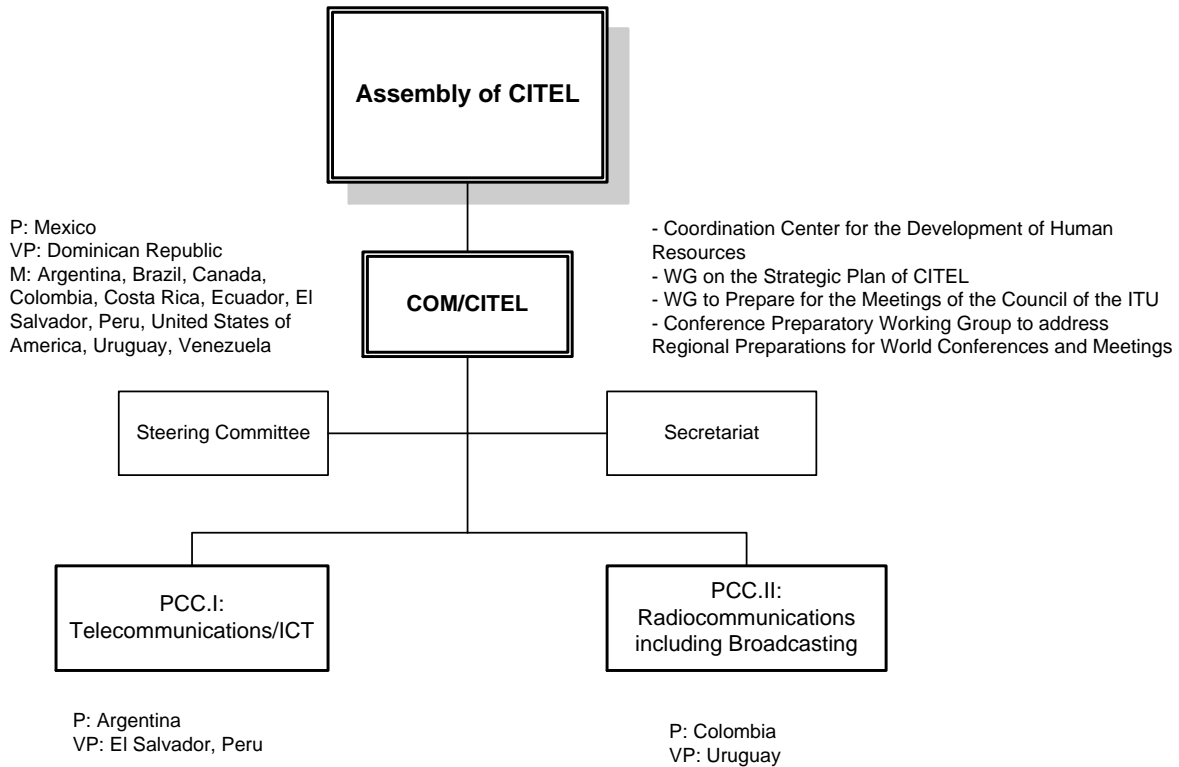 Assembly of CITEL
P: Mexico
VP: Dominican Republic
M: Argentina, Brazil, Canada,
Colombia, Costa Rica, Ecuador, El
Salvador, Peru, United States of
America, Uruguay, Venezuela
COM/CITEL
- Coordination Center for the Development of Human
Resources
- WG on the Strategic Plan of CITEL
- WG to Prepare for the Meetings of the Council of the ITU
- Conference Preparatory Working Group to address
Regional Preparations for World Conferences and Meetings
Steering Committee
Secretariat
PCC.I:
Telecommunications/ICT
PCC.II:
Radiocommunications
including Broadcasting
P: Argentina
VP: El Salvador, Peru
P: Colombia
VP: Uruguay